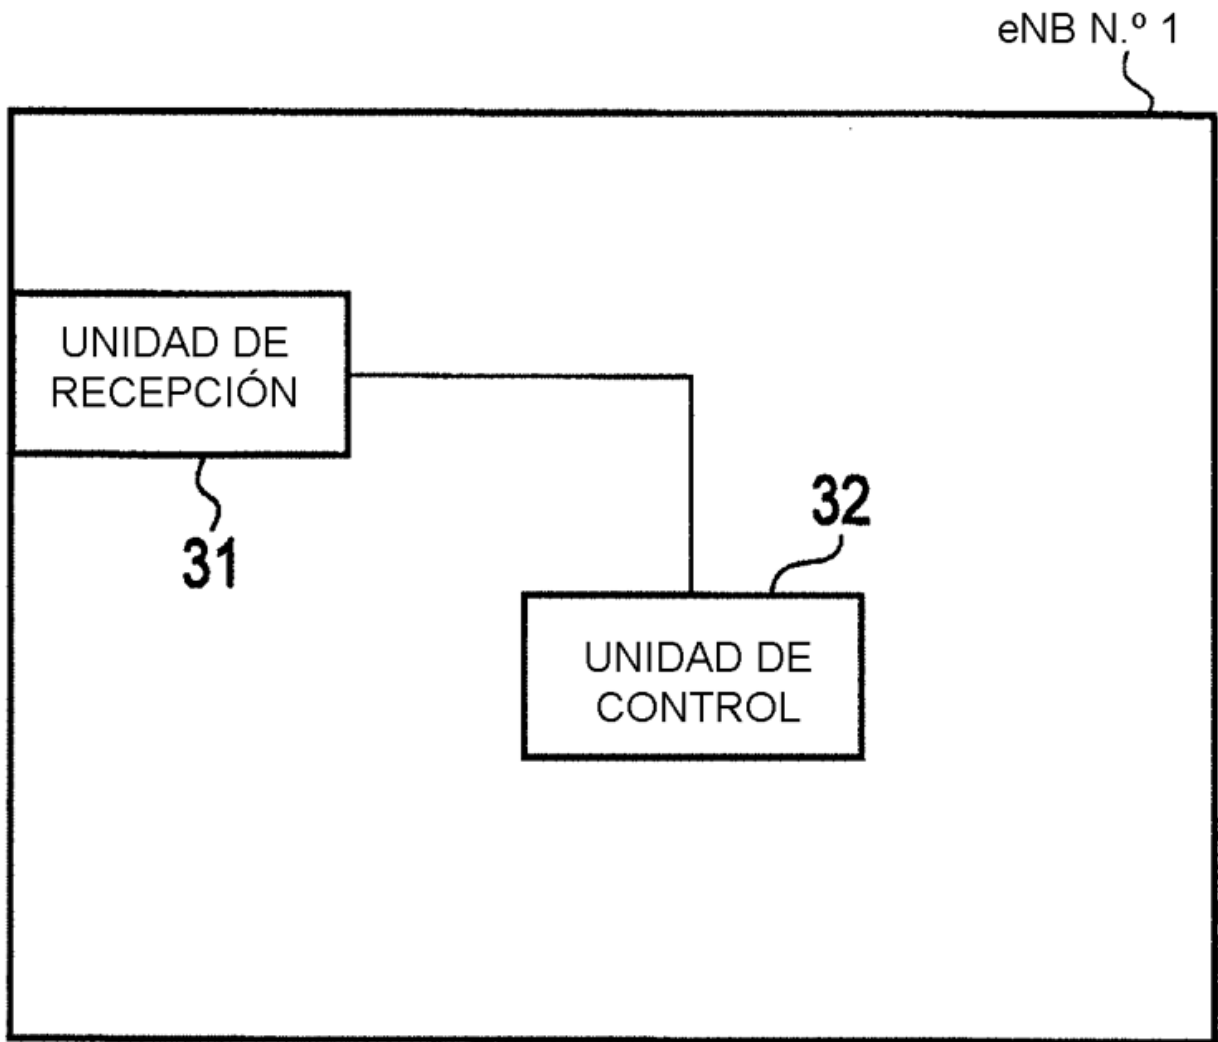 eNB N.º 1
UNIDAD DE
RECEPCIÓN
31
32
UNIDAD DE
CONTROL